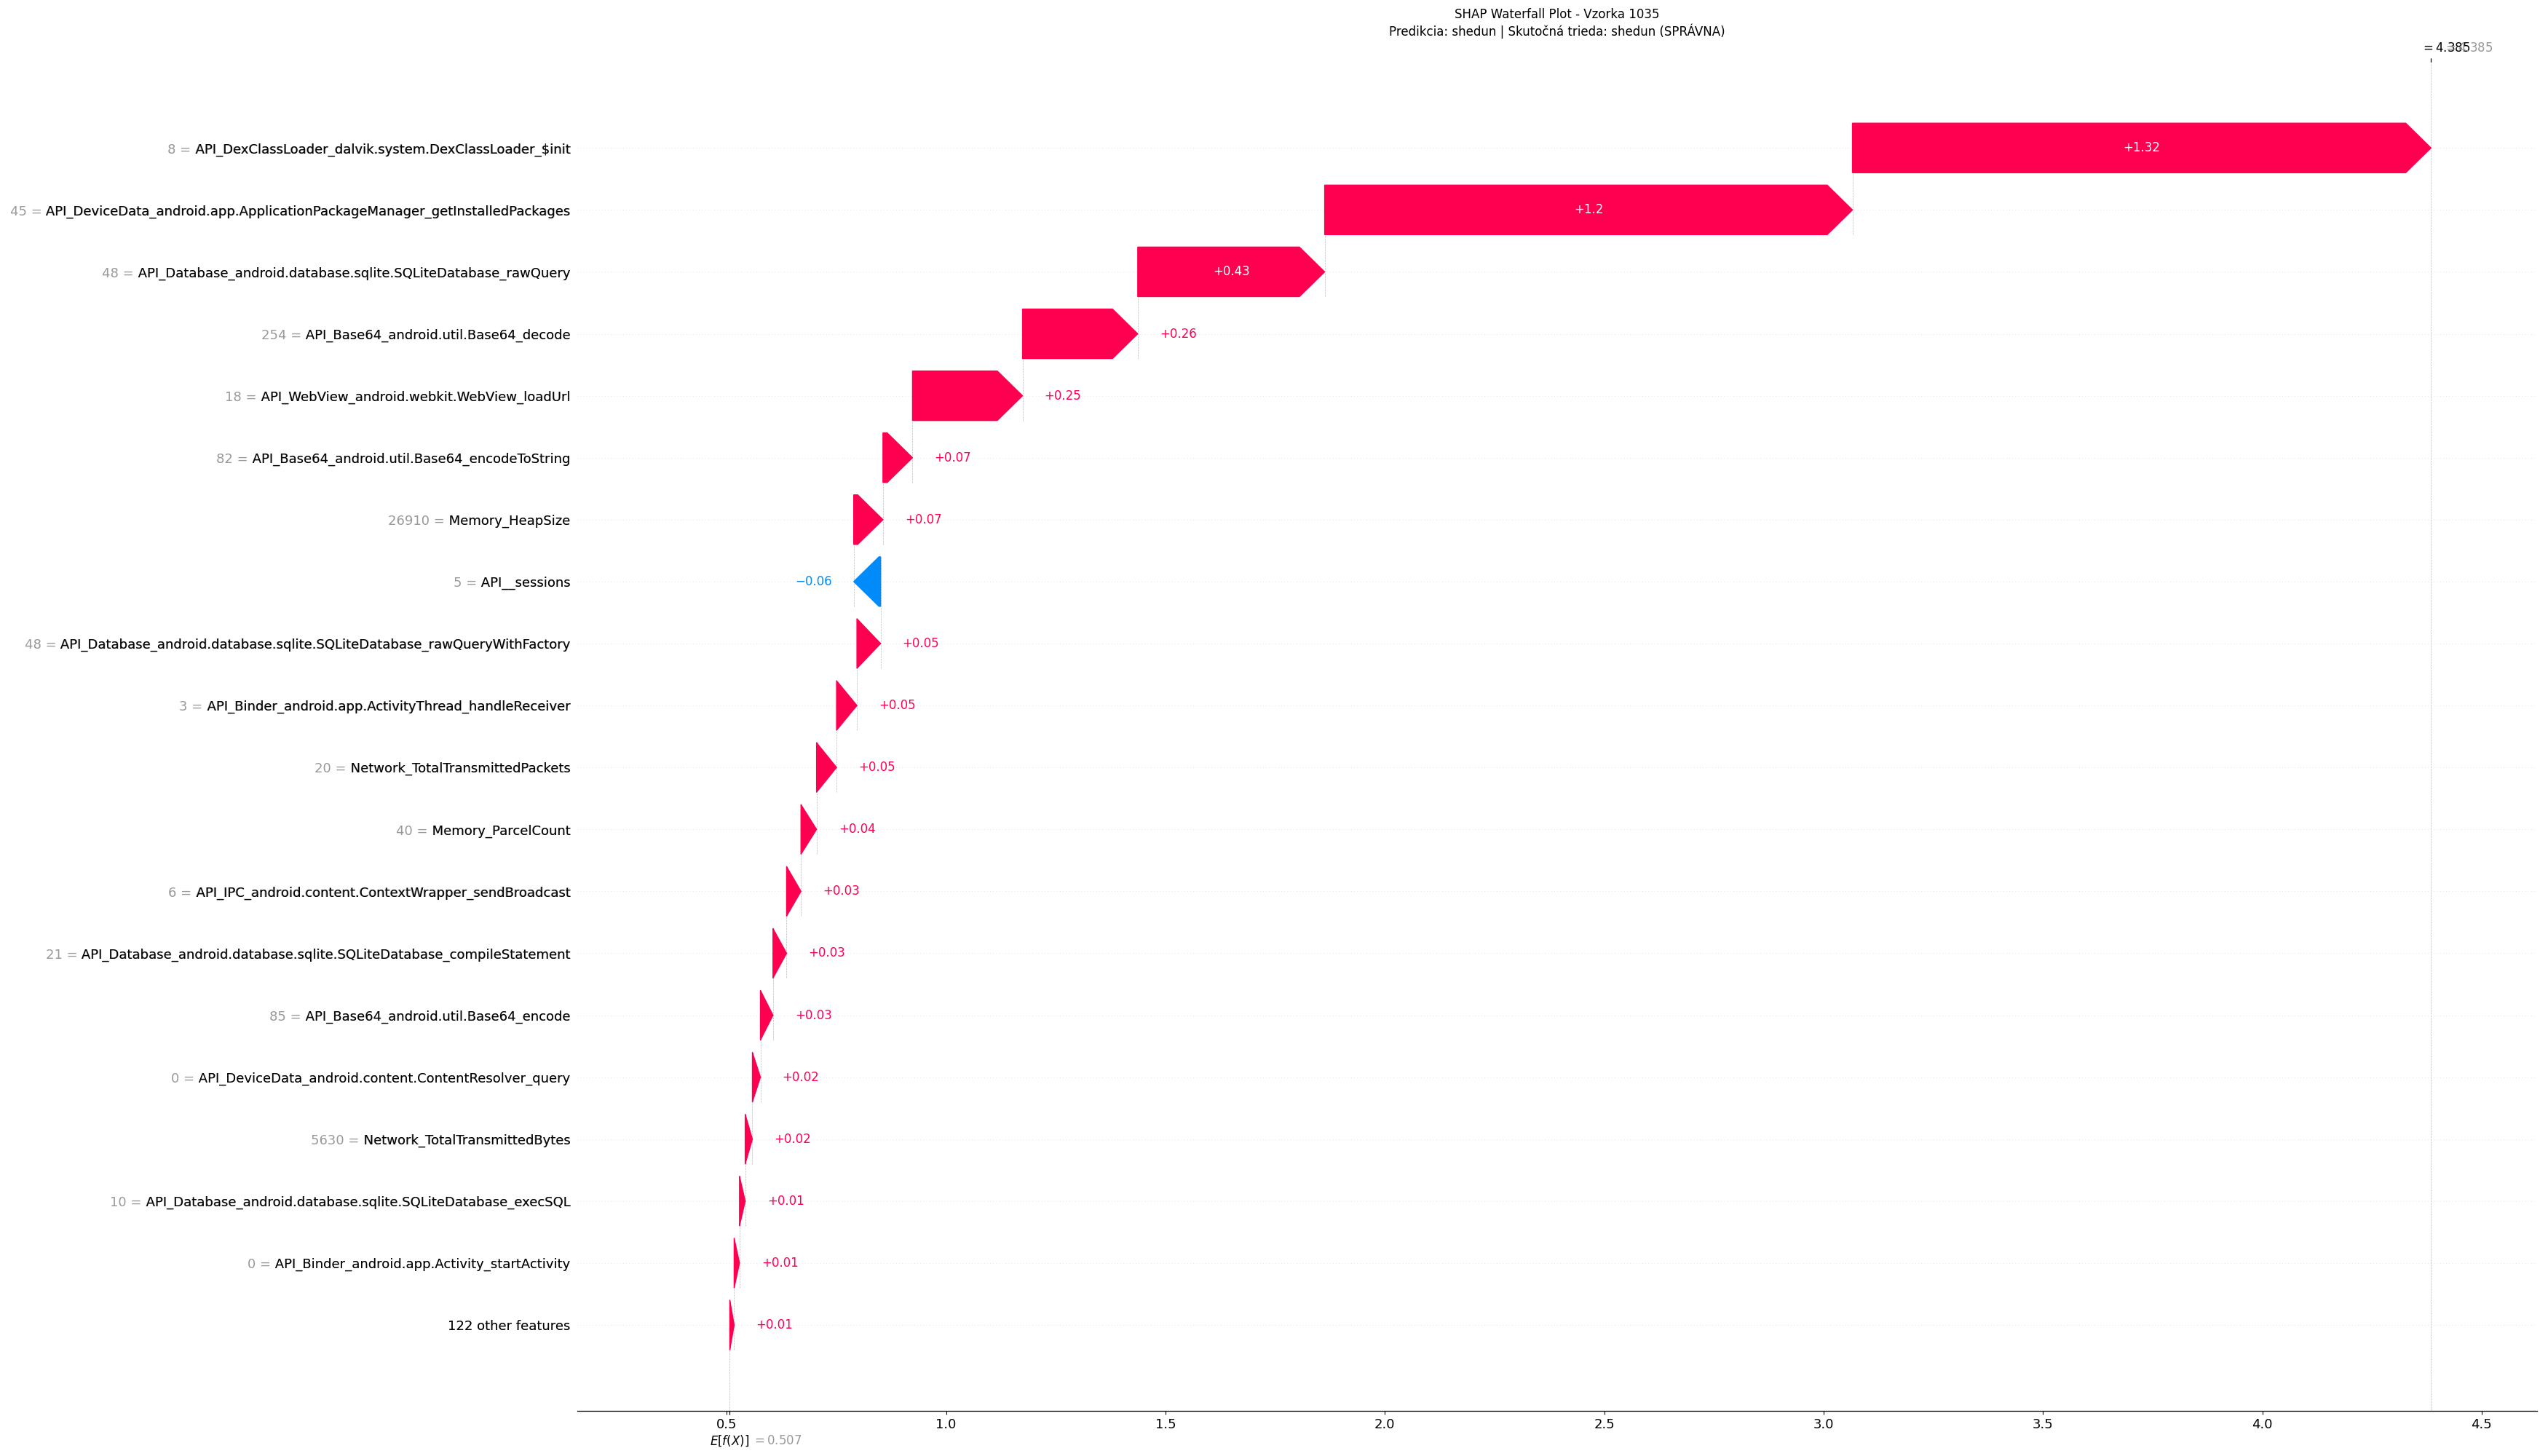 SHAP Waterfall Plot - Vzorka 1035
Predikcia: shedun | Skutočná trieda: shedun (SPRÁVNA)
= 4.385
8 = API_DexClassLoader_dalvik.system.DexClassLoader_$init
+1.32
45 = API_DeviceData_android.app.ApplicationPackageManager_getInstalledPackages
+1.2
48 = API_Database_android.database.sqlite.SQLiteDatabase_rawQuery
+0.43
254 = API_Base64_android.util.Base64_decode
+0.26
18 = API_WebView_android.webkit.WebView_loadUrl
+0.25
82 = API_Base64_android.util.Base64_encodeToString
+0.07
26910 = Memory_HeapSize
+0.07
5 = API__sessions
−0.06
48 = API_Database_android.database.sqlite.SQLiteDatabase_rawQueryWithFactory
+0.05
3 = API_Binder_android.app.ActivityThread_handleReceiver
+0.05
20 = Network_TotalTransmittedPackets
+0.05
40 = Memory_ParcelCount
+0.04
6 = API_IPC_android.content.ContextWrapper_sendBroadcast
+0.03
21 = API_Database_android.database.sqlite.SQLiteDatabase_compileStatement
+0.03
85 = API_Base64_android.util.Base64_encode
+0.03
0 = API_DeviceData_android.content.ContentResolver_query
+0.02
5630 = Network_TotalTransmittedBytes
+0.02
10 = API_Database_android.database.sqlite.SQLiteDatabase_execSQL
+0.01
0 = API_Binder_android.app.Activity_startActivity
+0.01
122 other features
+0.01
0.5 1.0 1.5 2.0 2.5 3.0 3.5 4.0 4.5
E[f(X)] = 0.507